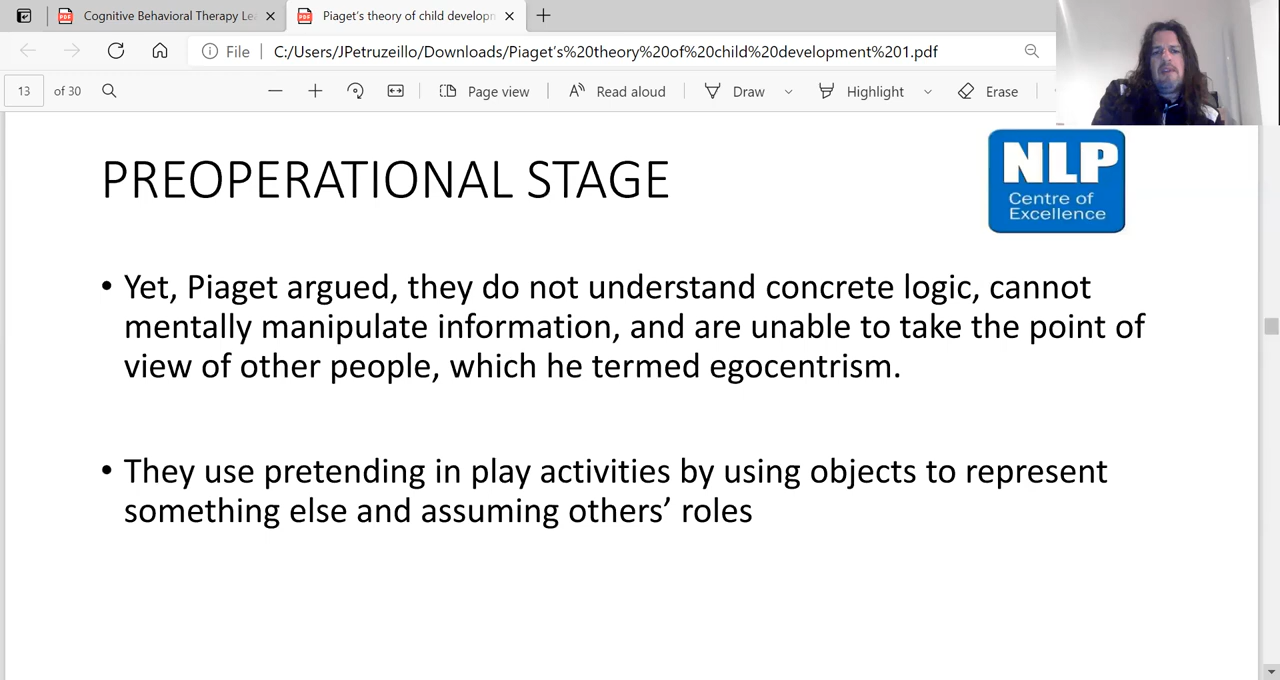 Cognitive Behavioral Therapy Le
Piaget's theory of child developn
File
C:/Users/JPetruzeillo/Downloads/Piaget's%20theory%20of%20child%20development%201.pdf
13 of 30
Page view
Read aloud
Draw
Highlight
Erase
PREOPERATIONAL STAGE
NLP
Centre of
Excellence
• Yet, Piaget argued, they do not understand concrete logic, cannot
mentally manipulate information, and are unable to take the point of
view of other people, which he termed egocentrism.
• They use pretending in play activities by using objects to represent
something else and assuming others’ roles